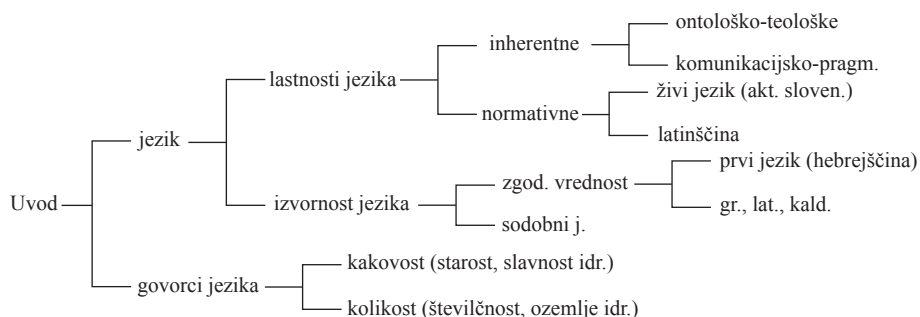 ontološko-teološke
inherentne
komunikacijsko-pragm.
lastnosti jezika
živi jezik (akt. sloven.)
normativne
latinščina
jezik
prvi jezik (hebrejščina)
zgod. vrednost
Uvod
izvornost jezika
gr., lat., kald.
sodobni j.
kakovost (starost, slavnost idr.)
govorci jezika
kolikost (številčnost, ozemlje idr.)